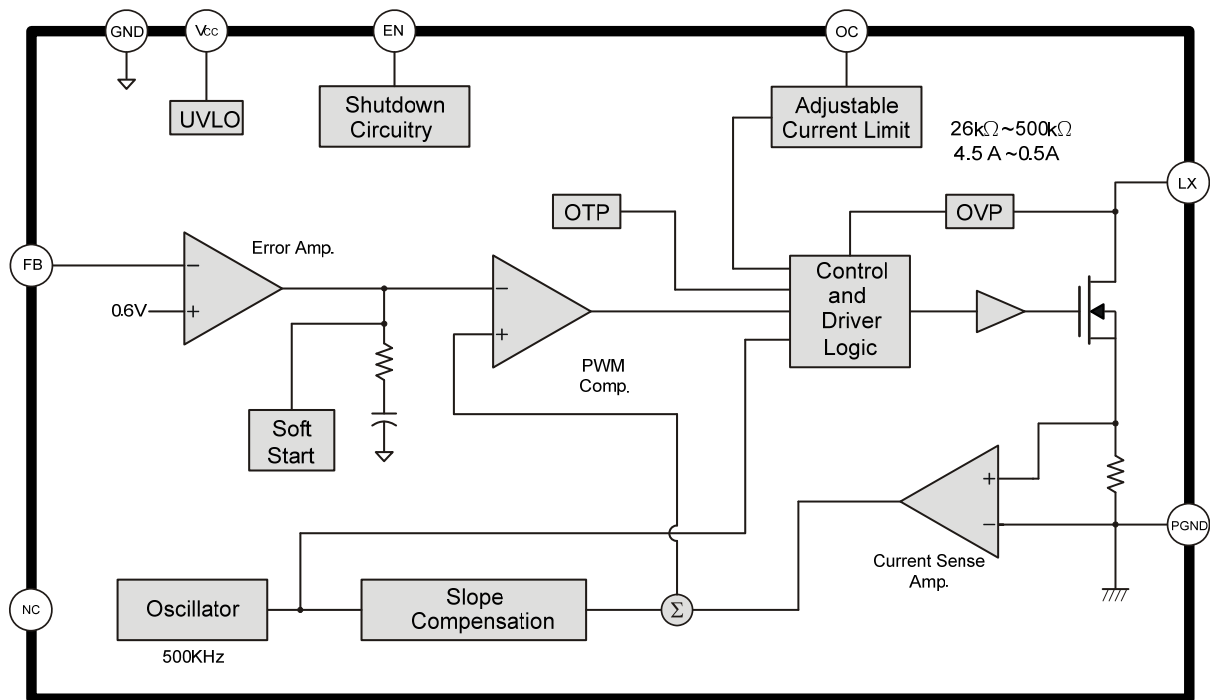 GND
VCC
EN
OC
UVLO
Shutdown
Circuitry
Adjustable
Current Limit
26kΩ~500kΩ
4.5 A ~0.5A
LX
OTP
OVP
FB
Error Amp.
−
+
0.6V
−
+
PWM
Comp.
Control
and
Driver
Logic
Soft
Start
+
−
Current Sense
Amp.
PGND
NC
Oscillator
500KHz
Slope
Compensation
Σ